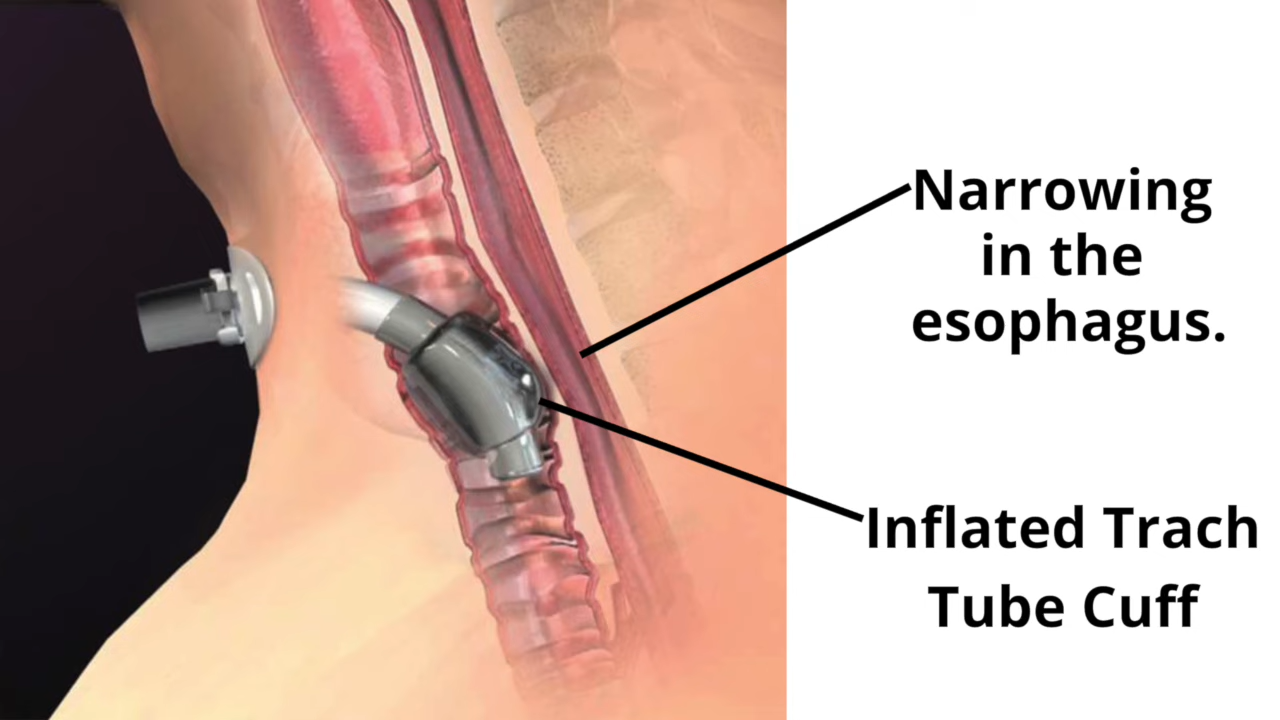 Narrowing
in the
esophagus.
Inflated Trach
Tube Cuff